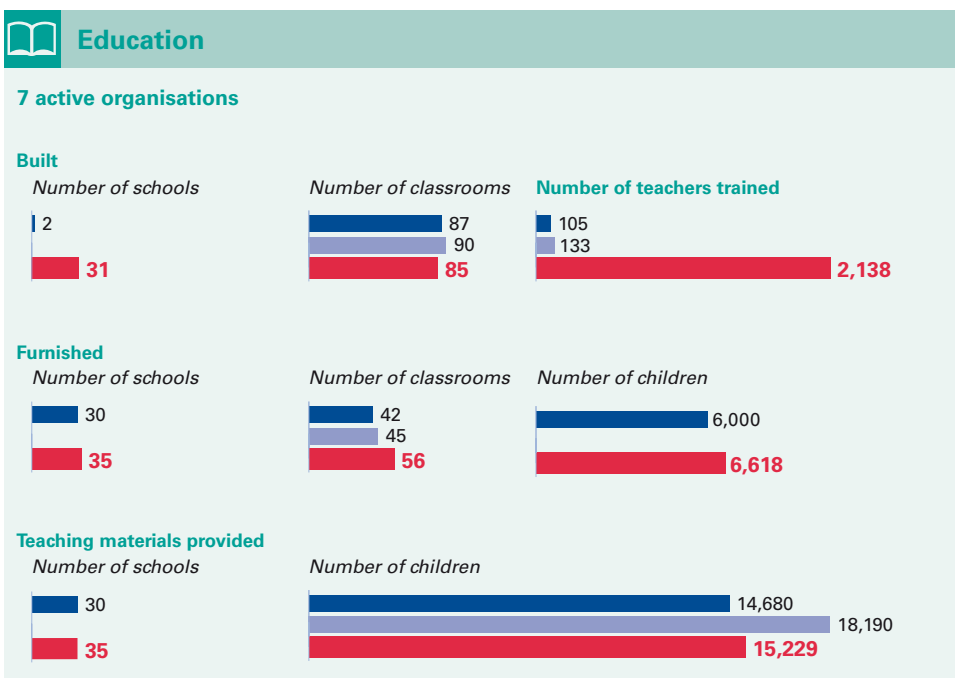 Education
7 active organisations
Built
Number of schools
2
31
Number of classrooms
87
90
85
Number of teachers trained
105
133
2,138
Furnished
Number of schools
30
35
Number of classrooms
42
45
56
Number of children
6,000
6,618
Teaching materials provided
Number of schools
30
35
Number of children
14,680
18,190
15,229